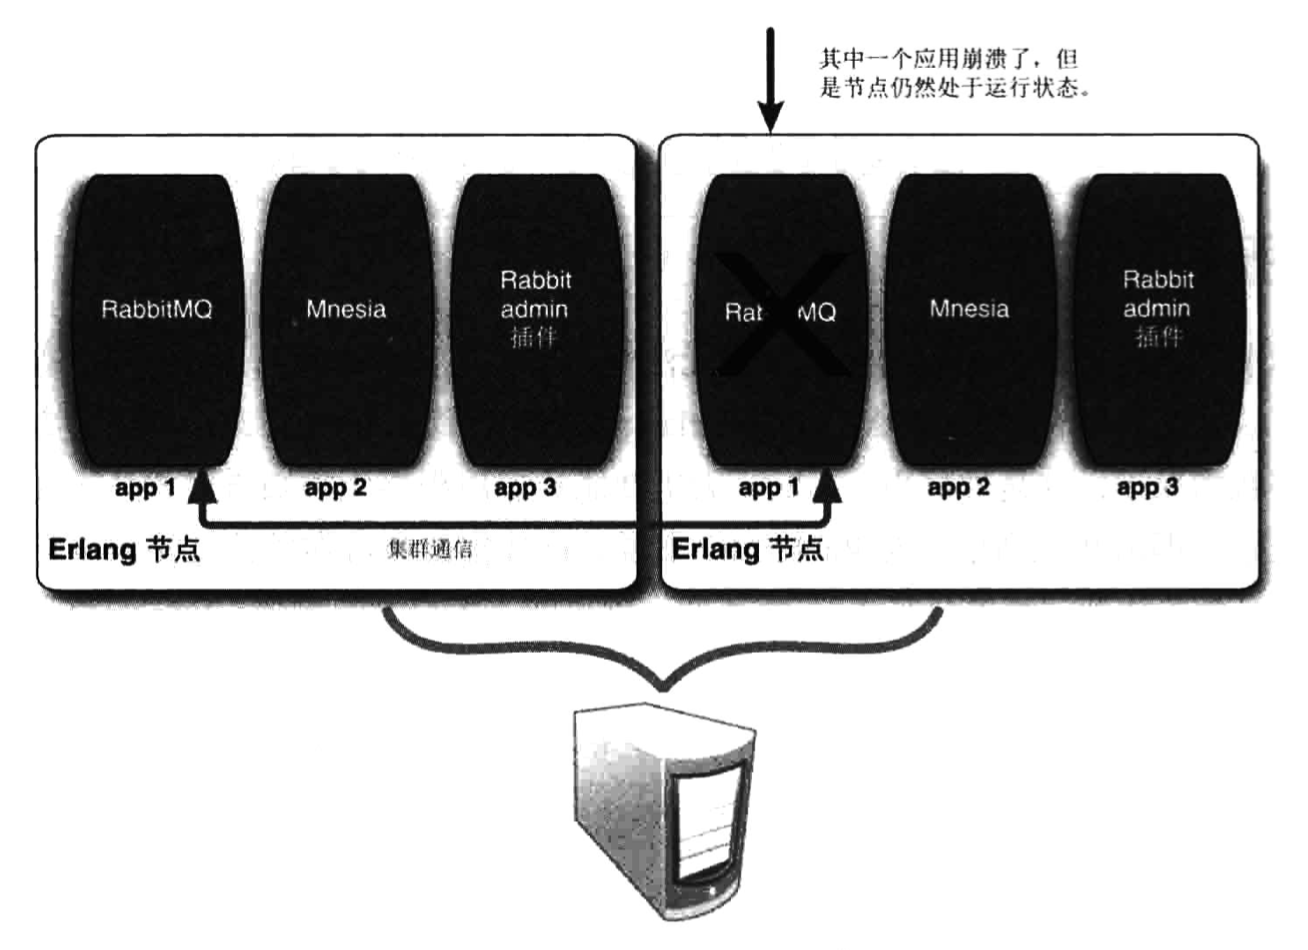 其中一个应用崩溃了，但
是节点仍然处于运行状态。
RabbitMQ
Mnesia
Rabbit
admin
插件
app 1
app 2
app 3
Erlang 节点
集群通信
Rab MQ
Mnesia
Rabbit
admin
插件
app 1
app 2
app 3
Erlang 节点